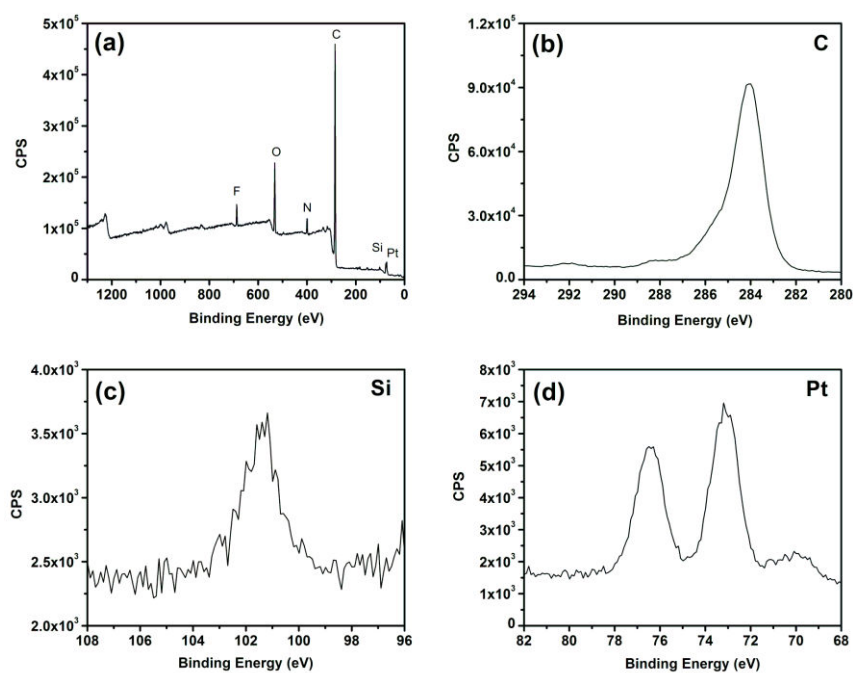 (a)
C
O
F
N
Si
Pt
5x10⁵
4x10⁵
3x10⁵
2x10⁵
1x10⁵
0
CPS
1200 1000 800 600 400 200 0
Binding Energy (eV)
(b)
C
1.2x10⁵
9.0x10⁴
6.0x10⁴
3.0x10⁴
0.0
CPS
294 292 290 288 286 284 282 280
Binding Energy (eV)
(c)
Si
4.0x10³
3.5x10³
3.0x10³
2.5x10³
2.0x10³
CPS
108 106 104 102 100 98 96
Binding Energy (eV)
(d)
Pt
8x10³
7x10³
6x10³
5x10³
4x10³
3x10³
2x10³
1x10³
0
CPS
82 80 78 76 74 72 70 68
Binding Energy (eV)